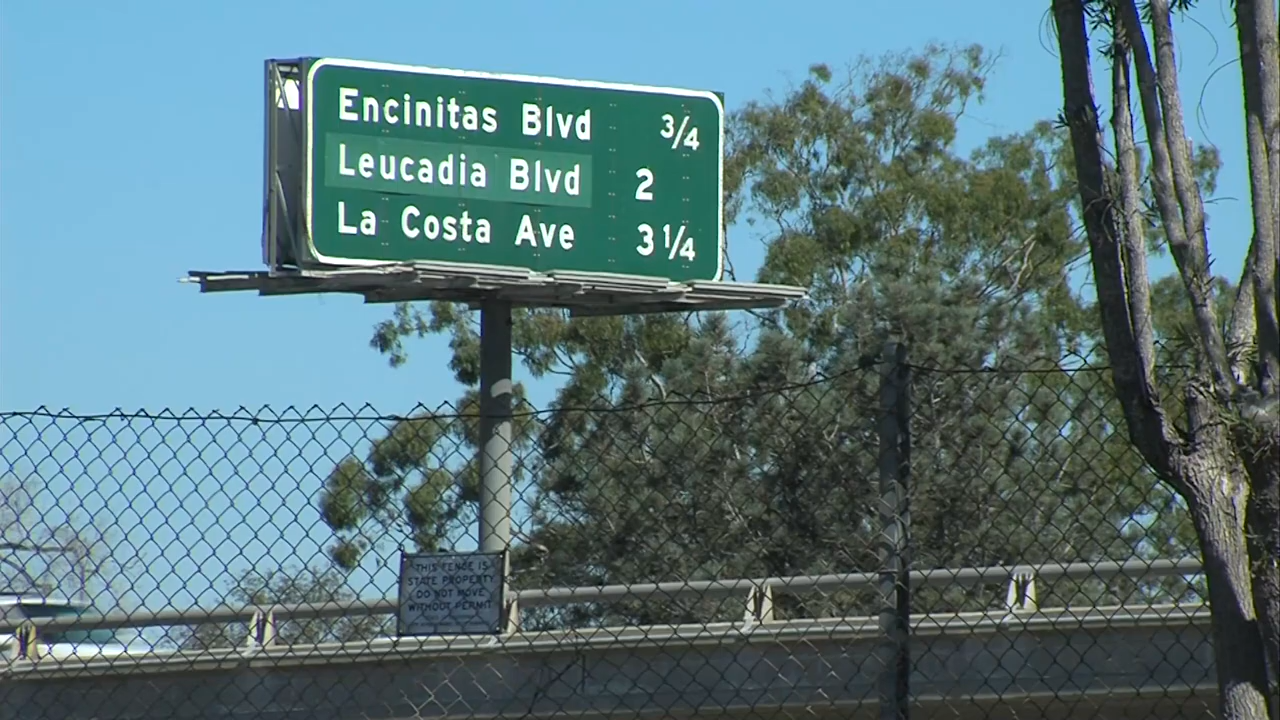 Encinitas Blvd 3/4
Leucadia Blvd 2
La Costa Ave 3 1/4
THIS FENCE IS
STATE PROPERTY
DO NOT MOVE
WITHOUT PERMIT